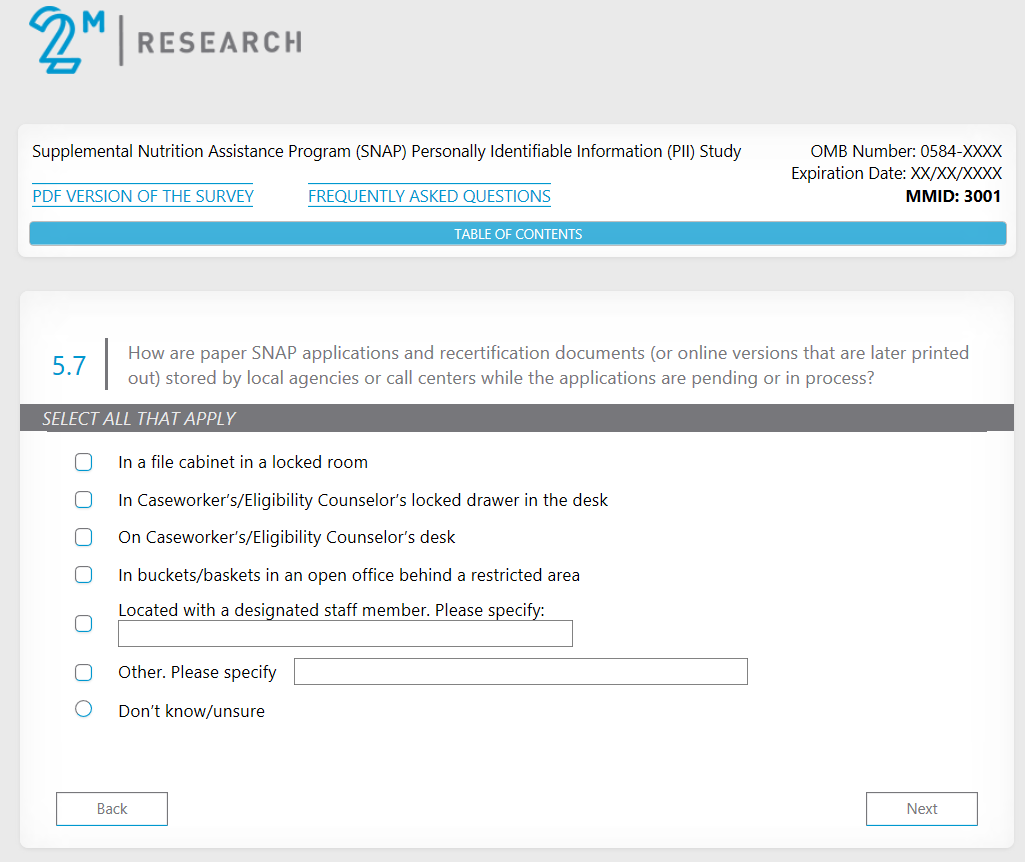 2M RESEARCH
Supplemental Nutrition Assistance Program (SNAP) Personally Identifiable Information (PII) Study
OMB Number: 0584-XXXX
Expiration Date: XX/XX/XXXX
PDF VERSION OF THE SURVEY
FREQUENTLY ASKED QUESTIONS
MMID: 3001
TABLE OF CONTENTS
5.7
How are paper SNAP applications and recertification documents (or online versions that are later printed
out) stored by local agencies or call centers while the applications are pending or in process?
SELECT ALL THAT APPLY
In a file cabinet in a locked room
In Caseworker’s/Eligibility Counselor’s locked drawer in the desk
On Caseworker’s/Eligibility Counselor’s desk
In buckets/baskets in an open office behind a restricted area
Located with a designated staff member. Please specify:
Other. Please specify
Don’t know/unsure
Back
Next